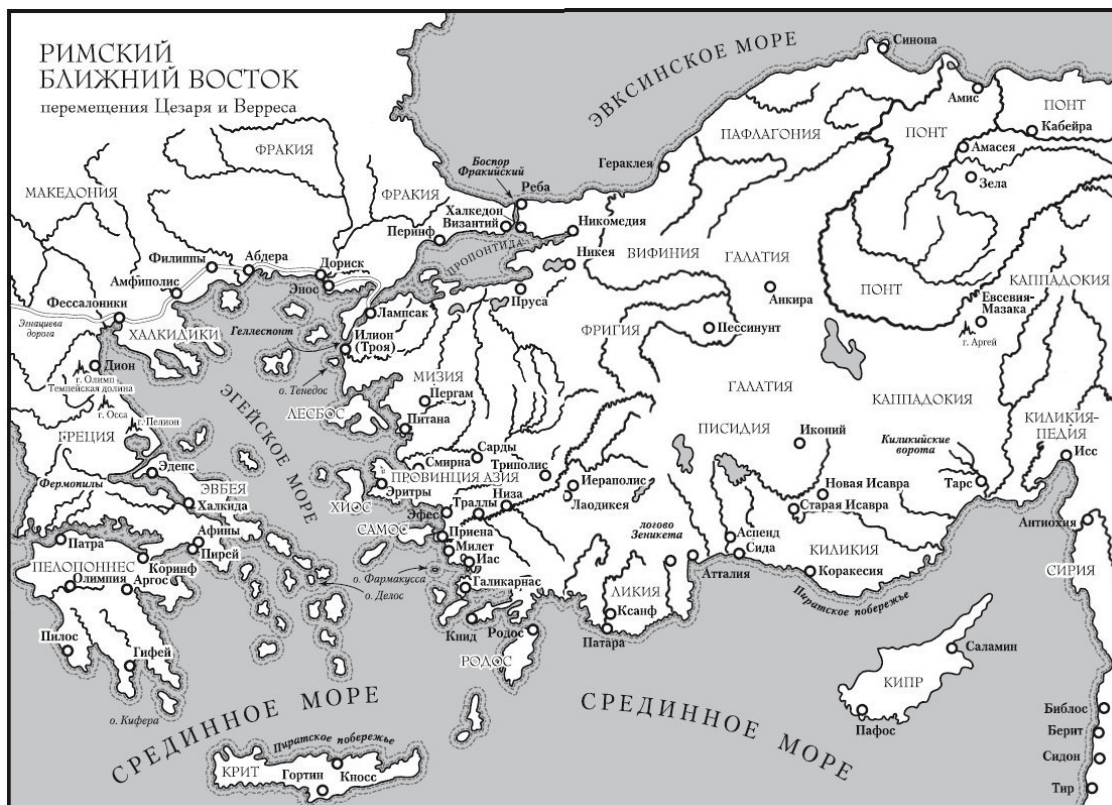 РИМСКИЙ
БЛИЖНИЙ ВОСТОК
перемещения Цезаря и Верреса
ЭВКСИНСКОЕ МОРЕ
Синопа
Амис
ПОНТ
Кабейра
ПАФЛАГОНИЯ
ПОНТ
Амасея
Зела
ФРАКИЯ
Боспор
Фракийский
Гераклея
МАКЕДОНИЯ
ФРАКИЯ
Реба
Халкедон
Византий
Никомедия
Перинф
ПРОПОНТИДА
Филиппы
Абдера
Дориск
Никея
ВИФИНИЯ
ГАЛАТИЯ
КАППАДОКИЯ
Амфиполис
Энос
Пруса
Анкира
ПОНТ
Евсевия-
Мазака
Фессалоники
Эгнациева
дорога
ХАЛКИДИКИ
Геллеспонт
Лампсак
ФРИГИЯ
Пессинунт
г. Аргей
Илион
(Троя)
Дион
г. Олимп
Темпейская долина
о. Тенедос
МИЗИЯ
ГАЛАТИЯ
КАППАДОКИЯ
г. Осса
г. Пелион
ЭГЕЙСКОЕ МОРЕ
ЛЕСБОС
Пергам
Питана
КИЛИКИЯ-
ПЕДИЯ
ГРЕЦИЯ
ПИСИДИЯ
Иконий
Киликийские
ворота
Исс
Эдепс
Сарды
Смирна
Триполис
ПРОВИНЦИЯ АЗИЯ
Иераполис
Тарс
Фермопилы
ЭВБЕЯ
Эритры
Низа
Лаодикея
Новая Исавра
Халкида
ХИОС
Траллы
Старая Исавра
Эфес
Антиохия
Афины
САМОС
Приена
логово
Зеникета
Аспенд
Патра
Пирей
Милет
Сида
КИЛИКИЯ
ПЕЛОПОННЕС
Коринф
Иас
Атталия
Коракесия
СИРИЯ
Олимпия
Аргос
о. Фармакусса
о. Делос
Галикарнас
ЛИКИЯ
Пиратское побережье
Ксанф
Пилос
Книд
Родос
Патара
Гифей
РОДОС
Саламин
КИПР
о. Кифера
СРЕДИННОЕ МОРЕ
СРЕДИННОЕ МОРЕ
Пафос
Библос
Берит
Пиратское побережье
Сидон
КРИТ
Гортин
Кносс
Тир